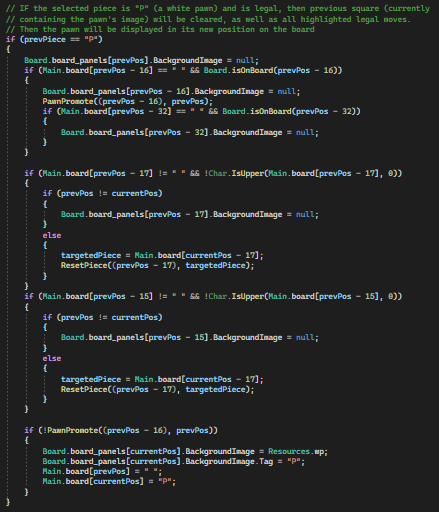 // IF the selected piece is "P" (a white pawn) and is legal, then previous square (currently
// containing the pawn's image) will be cleared, as well as all highlighted legal moves.
// Then the pawn will be displayed in its new position on the board
if (prevPiece == "P")
{
    Board.board_panels[prevPos].BackgroundImage = null;
    if (Main.board[prevPos - 16] == " " && Board.isOnBoard(prevPos - 16))
    {
        Board.board_panels[prevPos - 16].BackgroundImage = null;
        PawnPromote((prevPos - 16), prevPos);
        if (Main.board[prevPos - 32] == " " && Board.isOnBoard(prevPos - 32))
        {
            Board.board_panels[prevPos - 32].BackgroundImage = null;
        }
    }

    if (Main.board[prevPos - 17] != " " && !Char.IsUpper(Main.board[prevPos - 17], 0))
    {
        if (prevPos != currentPos)
        {
            Board.board_panels[prevPos - 17].BackgroundImage = null;
        }
        else
        {
            targetedPiece = Main.board[currentPos - 17];
            ResetPiece((prevPos - 17), targetedPiece);
        }
    }
    if (Main.board[prevPos - 15] != " " && !Char.IsUpper(Main.board[prevPos - 15], 0))
    {
        if (prevPos != currentPos)
        {
            Board.board_panels[prevPos - 15].BackgroundImage = null;
        }
        else
        {
            targetedPiece = Main.board[currentPos - 17];
            ResetPiece((prevPos - 17), targetedPiece);
        }
    }

    if (!PawnPromote((prevPos - 16), prevPos))
    {
        Board.board_panels[currentPos].BackgroundImage = Resources.wp;
        Board.board_panels[currentPos].BackgroundImage.Tag = "P";
        Main.board[prevPos] = " ";
        Main.board[currentPos] = "P";
    }
}